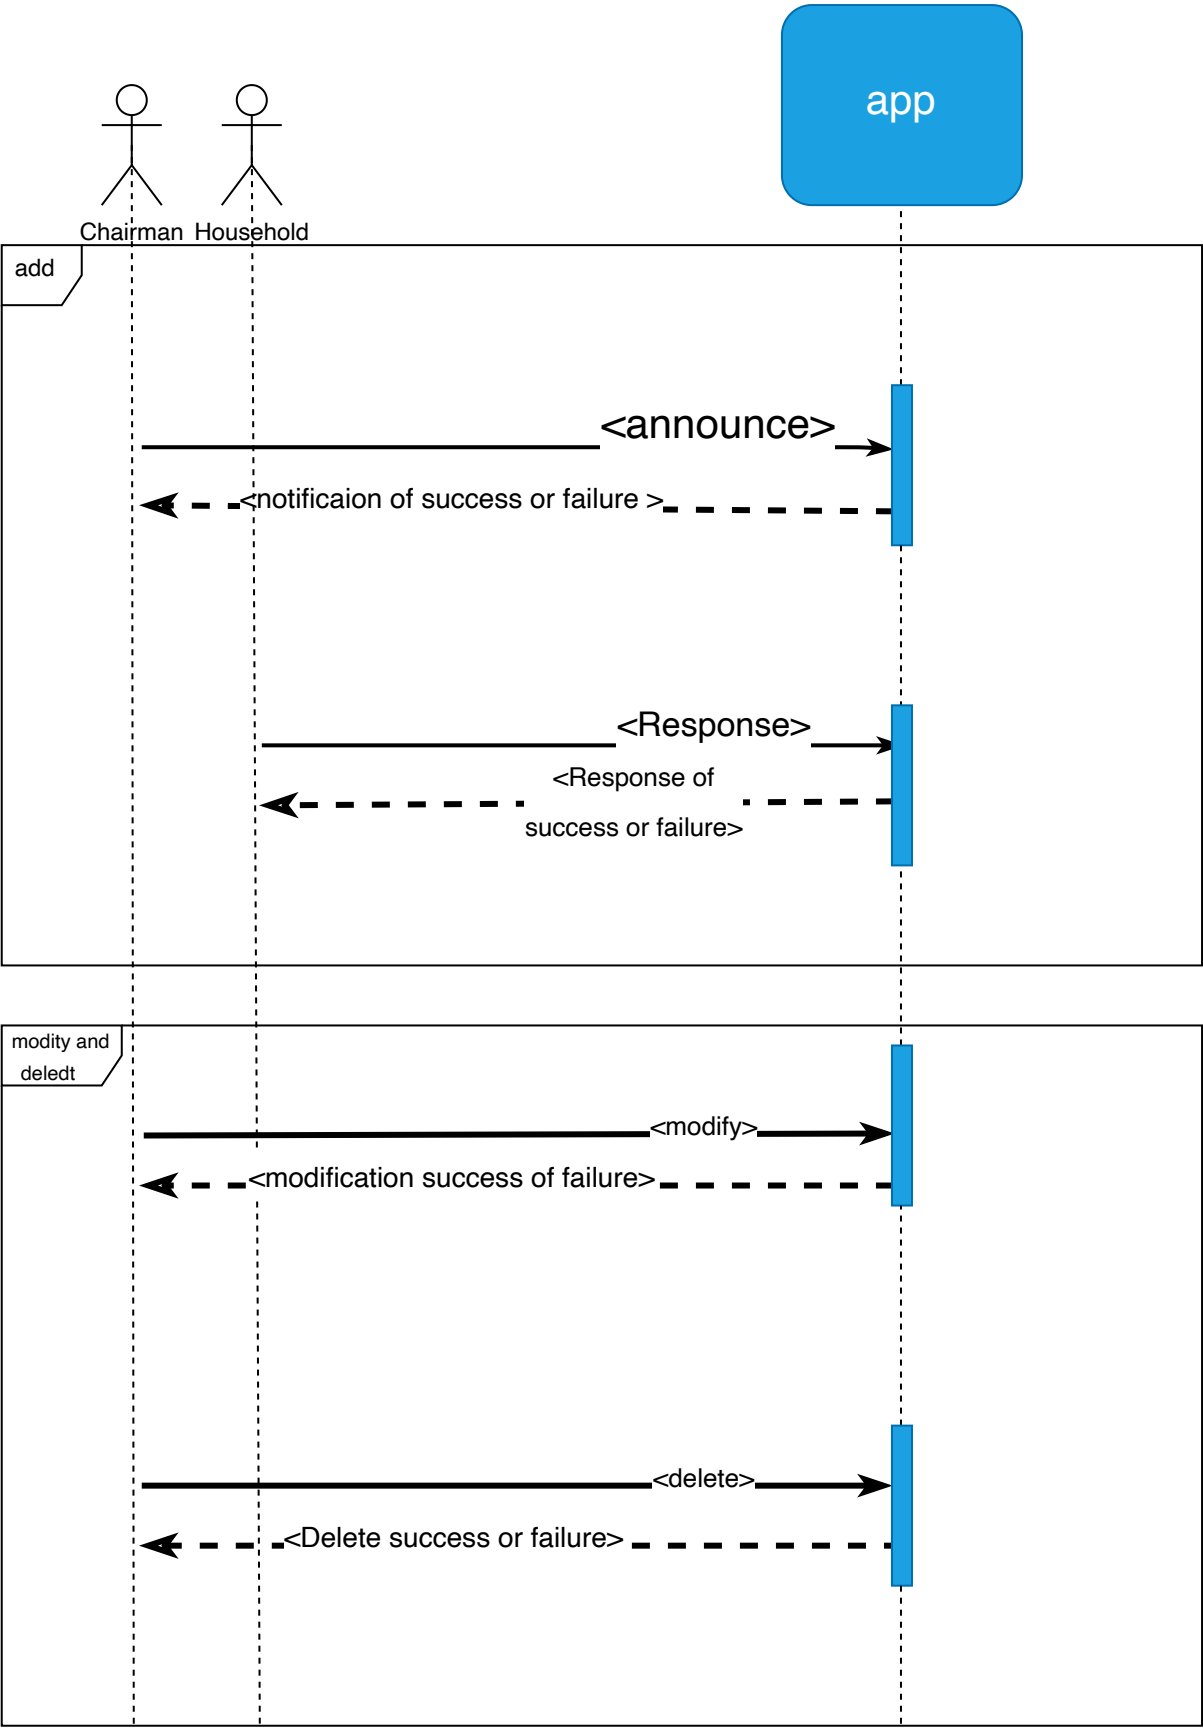 app
Chairman Household
add
<announce>
<notificaion of success or failure >
<Response>
<Response of
success or failure>
modity and
deledt
<modify>
<modification success of failure>
<delete>
<Delete success or failure>